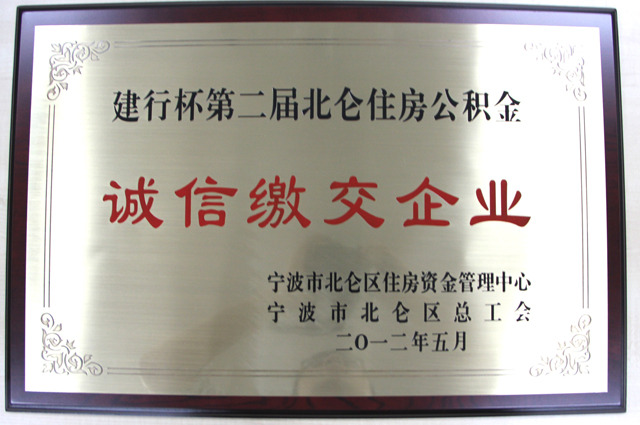 建行杯第二届北仑住房公积金
诚信缴交企业
宁波市北仑区住房资金管理中心
宁波市北仑区总工会
二〇一二年五月